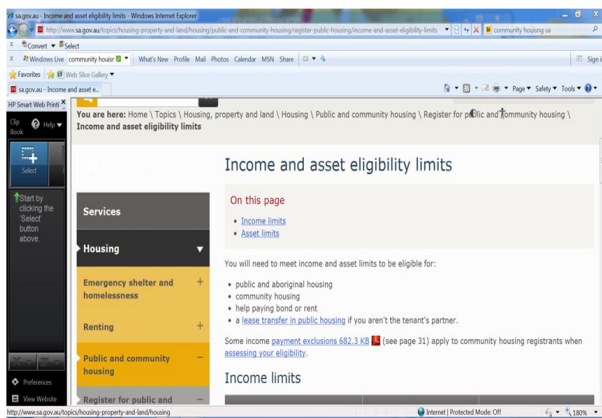 sa.gov.au - Income and asset eligibility limits - Windows Internet Explorer
http://www.sa.gov.au/topics/housing-property-and-land/housing/public-and-community-housing/register-public-housing/income-and-asset-eligibility-limits
community houisng sa
x Convert Select
x Windows Live community houisr What's New Profile Mail Photos Calendar MSN Share Sign i
Favorites Web Slice Gallery
sa.gov.au - Income and asset e... Page Safety Tools
HP Smart Web Printi X
Clip Book Help
Select
Start by clicking the 'Select' button above.
Preferences
View Website
You are here: Home \ Topics \ Housing, property and land \ Housing \ Public and community housing \ Register for public and community housing \
Income and asset eligibility limits
Services
Housing
Emergency shelter and homelessness +
Renting +
Public and community housing −
Register for public and −
Income and asset eligibility limits
On this page
• Income limits
• Asset limits
You will need to meet income and asset limits to be eligible for:
• public and aboriginal housing
• community housing
• help paying bond or rent
• a lease transfer in public housing if you aren't the tenant's partner.
Some income payment exclusions 682.3 KB (see page 31) apply to community housing registrants when
assessing your eligibility.
Income limits
http://www.sa.gov.au/topics/housing-property-and-land/housing
Internet | Protected Mode: Off
180%